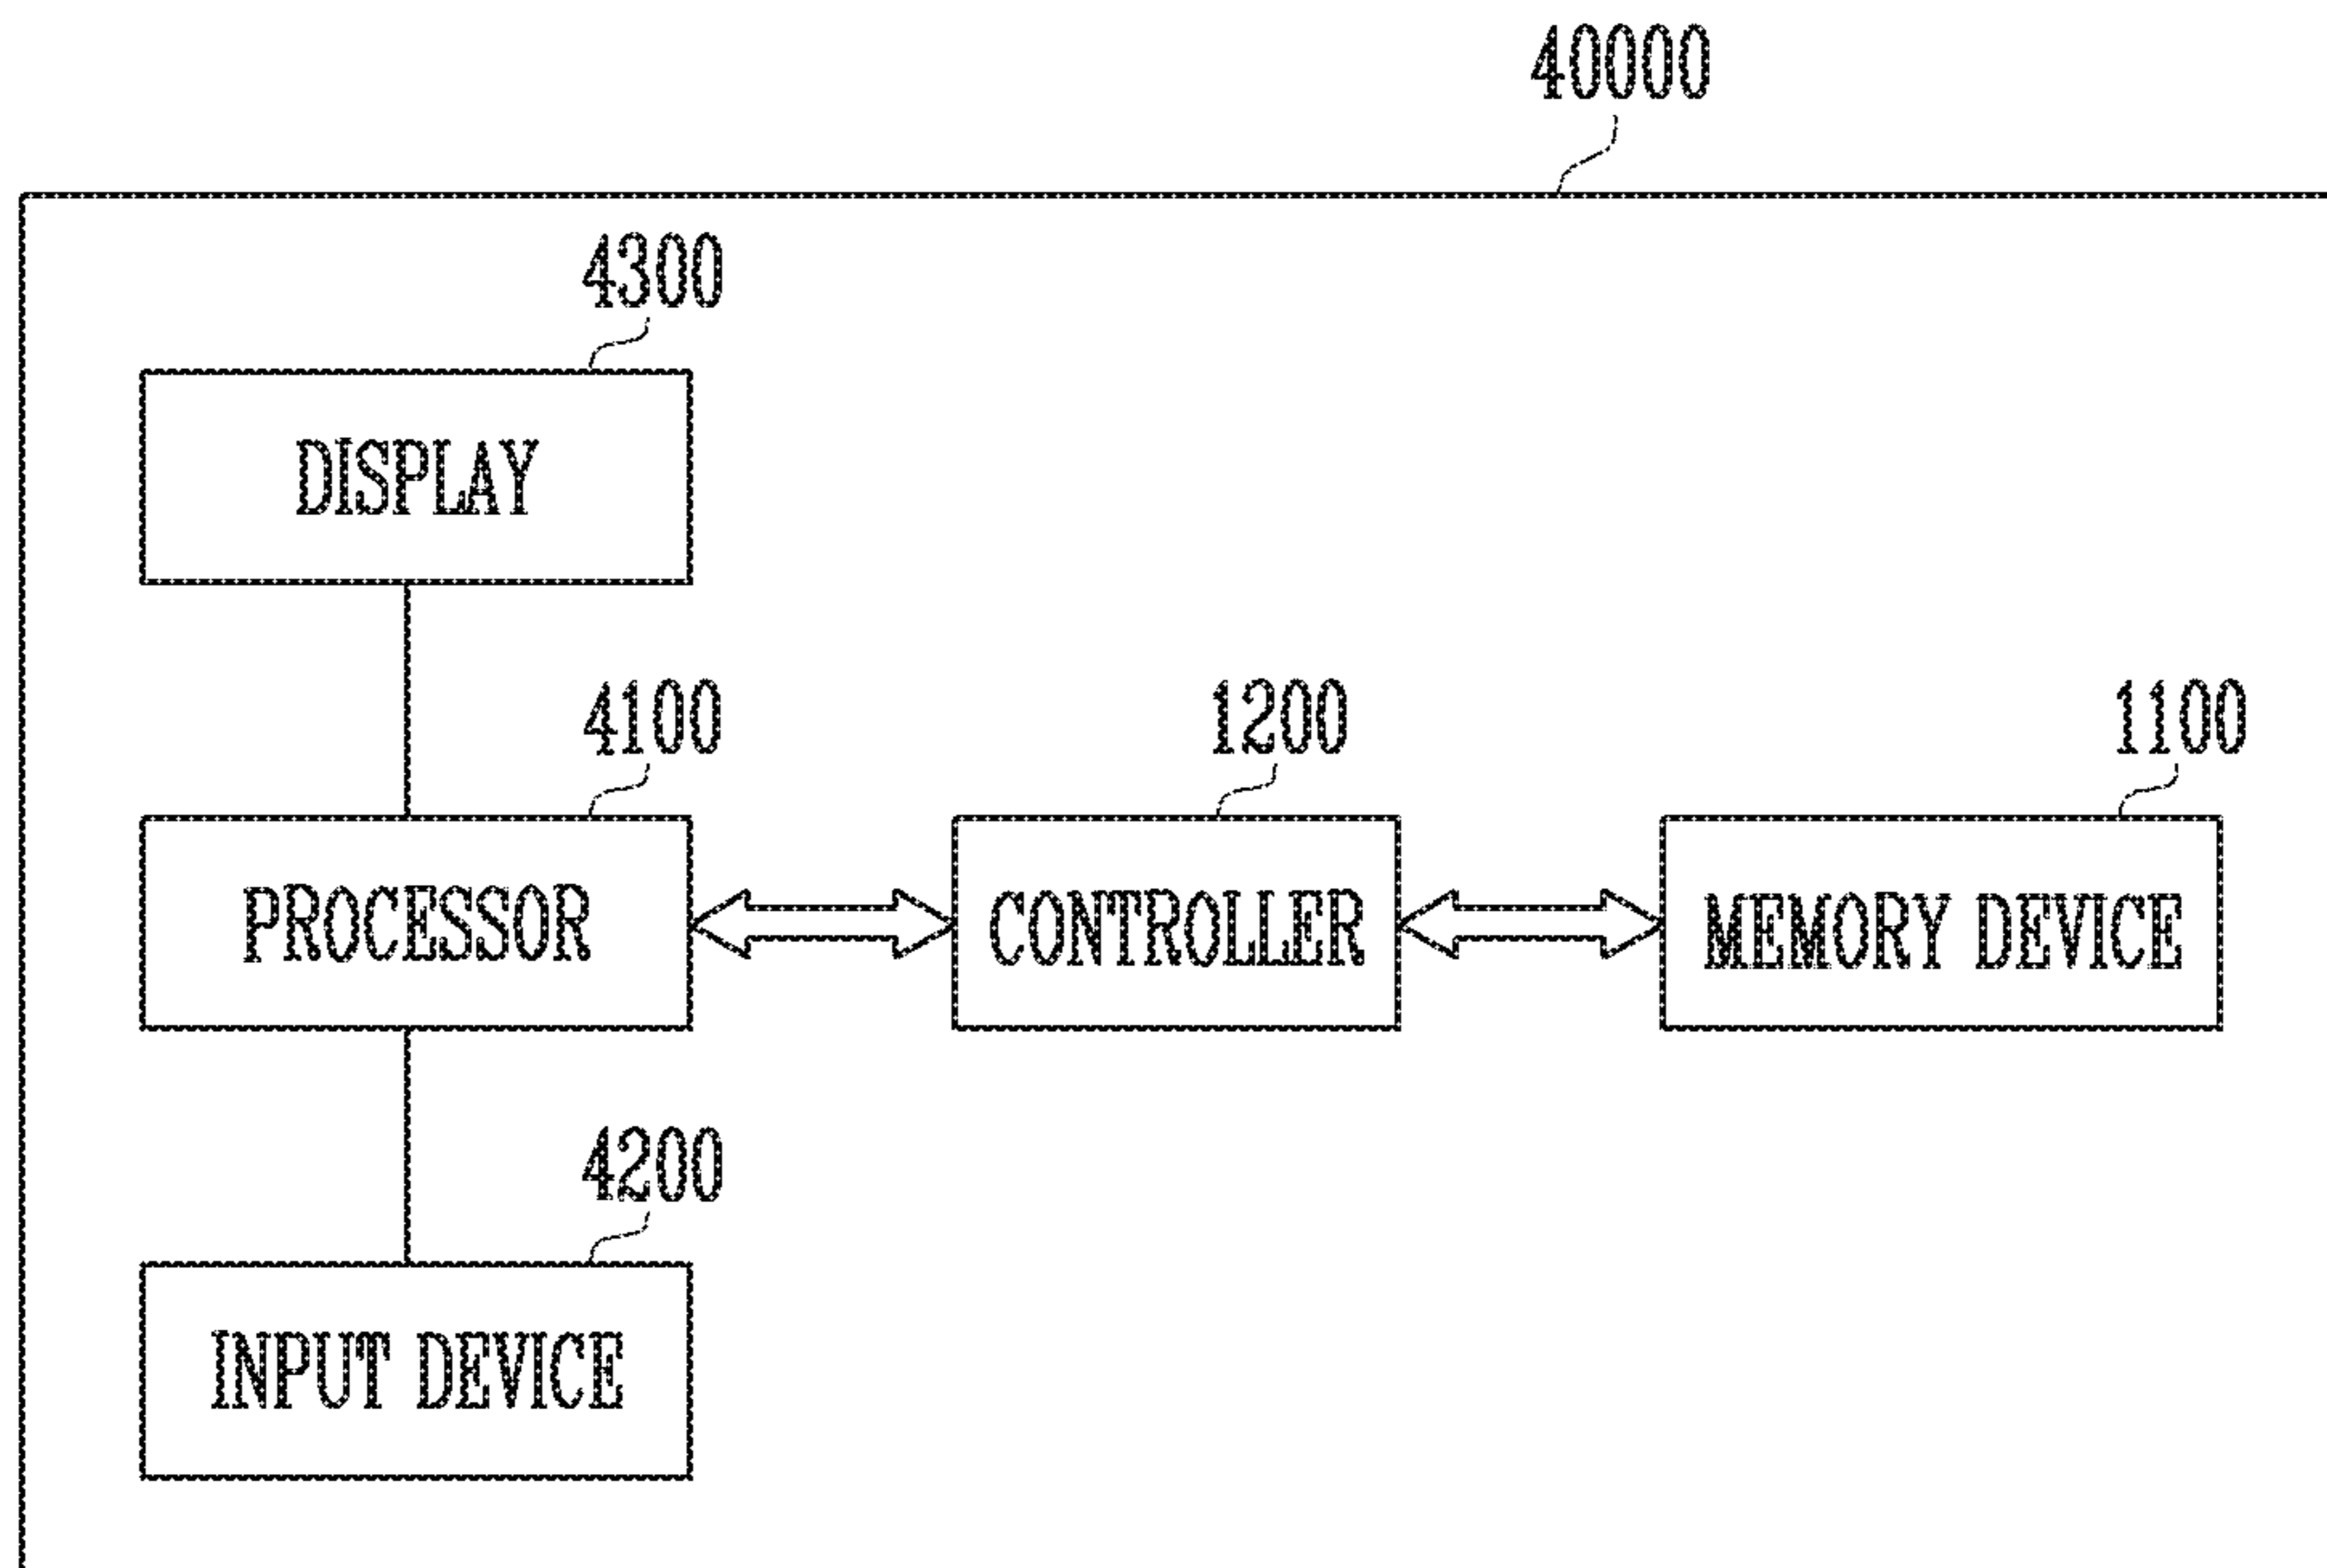 40000
4300
DISPLAY
4100
PROCESSOR
1200
CONTROLLER
1100
MEMORY DEVICE
4200
INPUT DEVICE